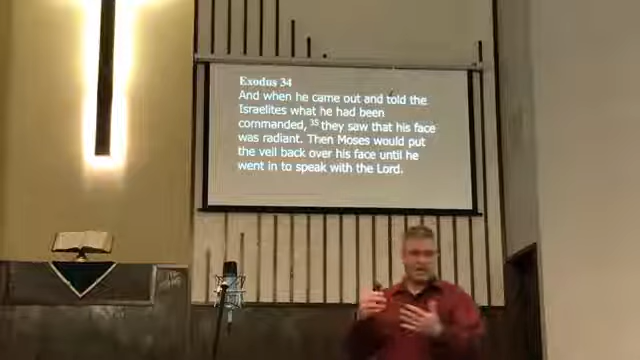 Exodus 34
And when he came out and told the
Israelites what he had been
commanded, 35 they saw that his face
was radiant. Then Moses would put
the veil back over his face until he
went in to speak with the Lord.